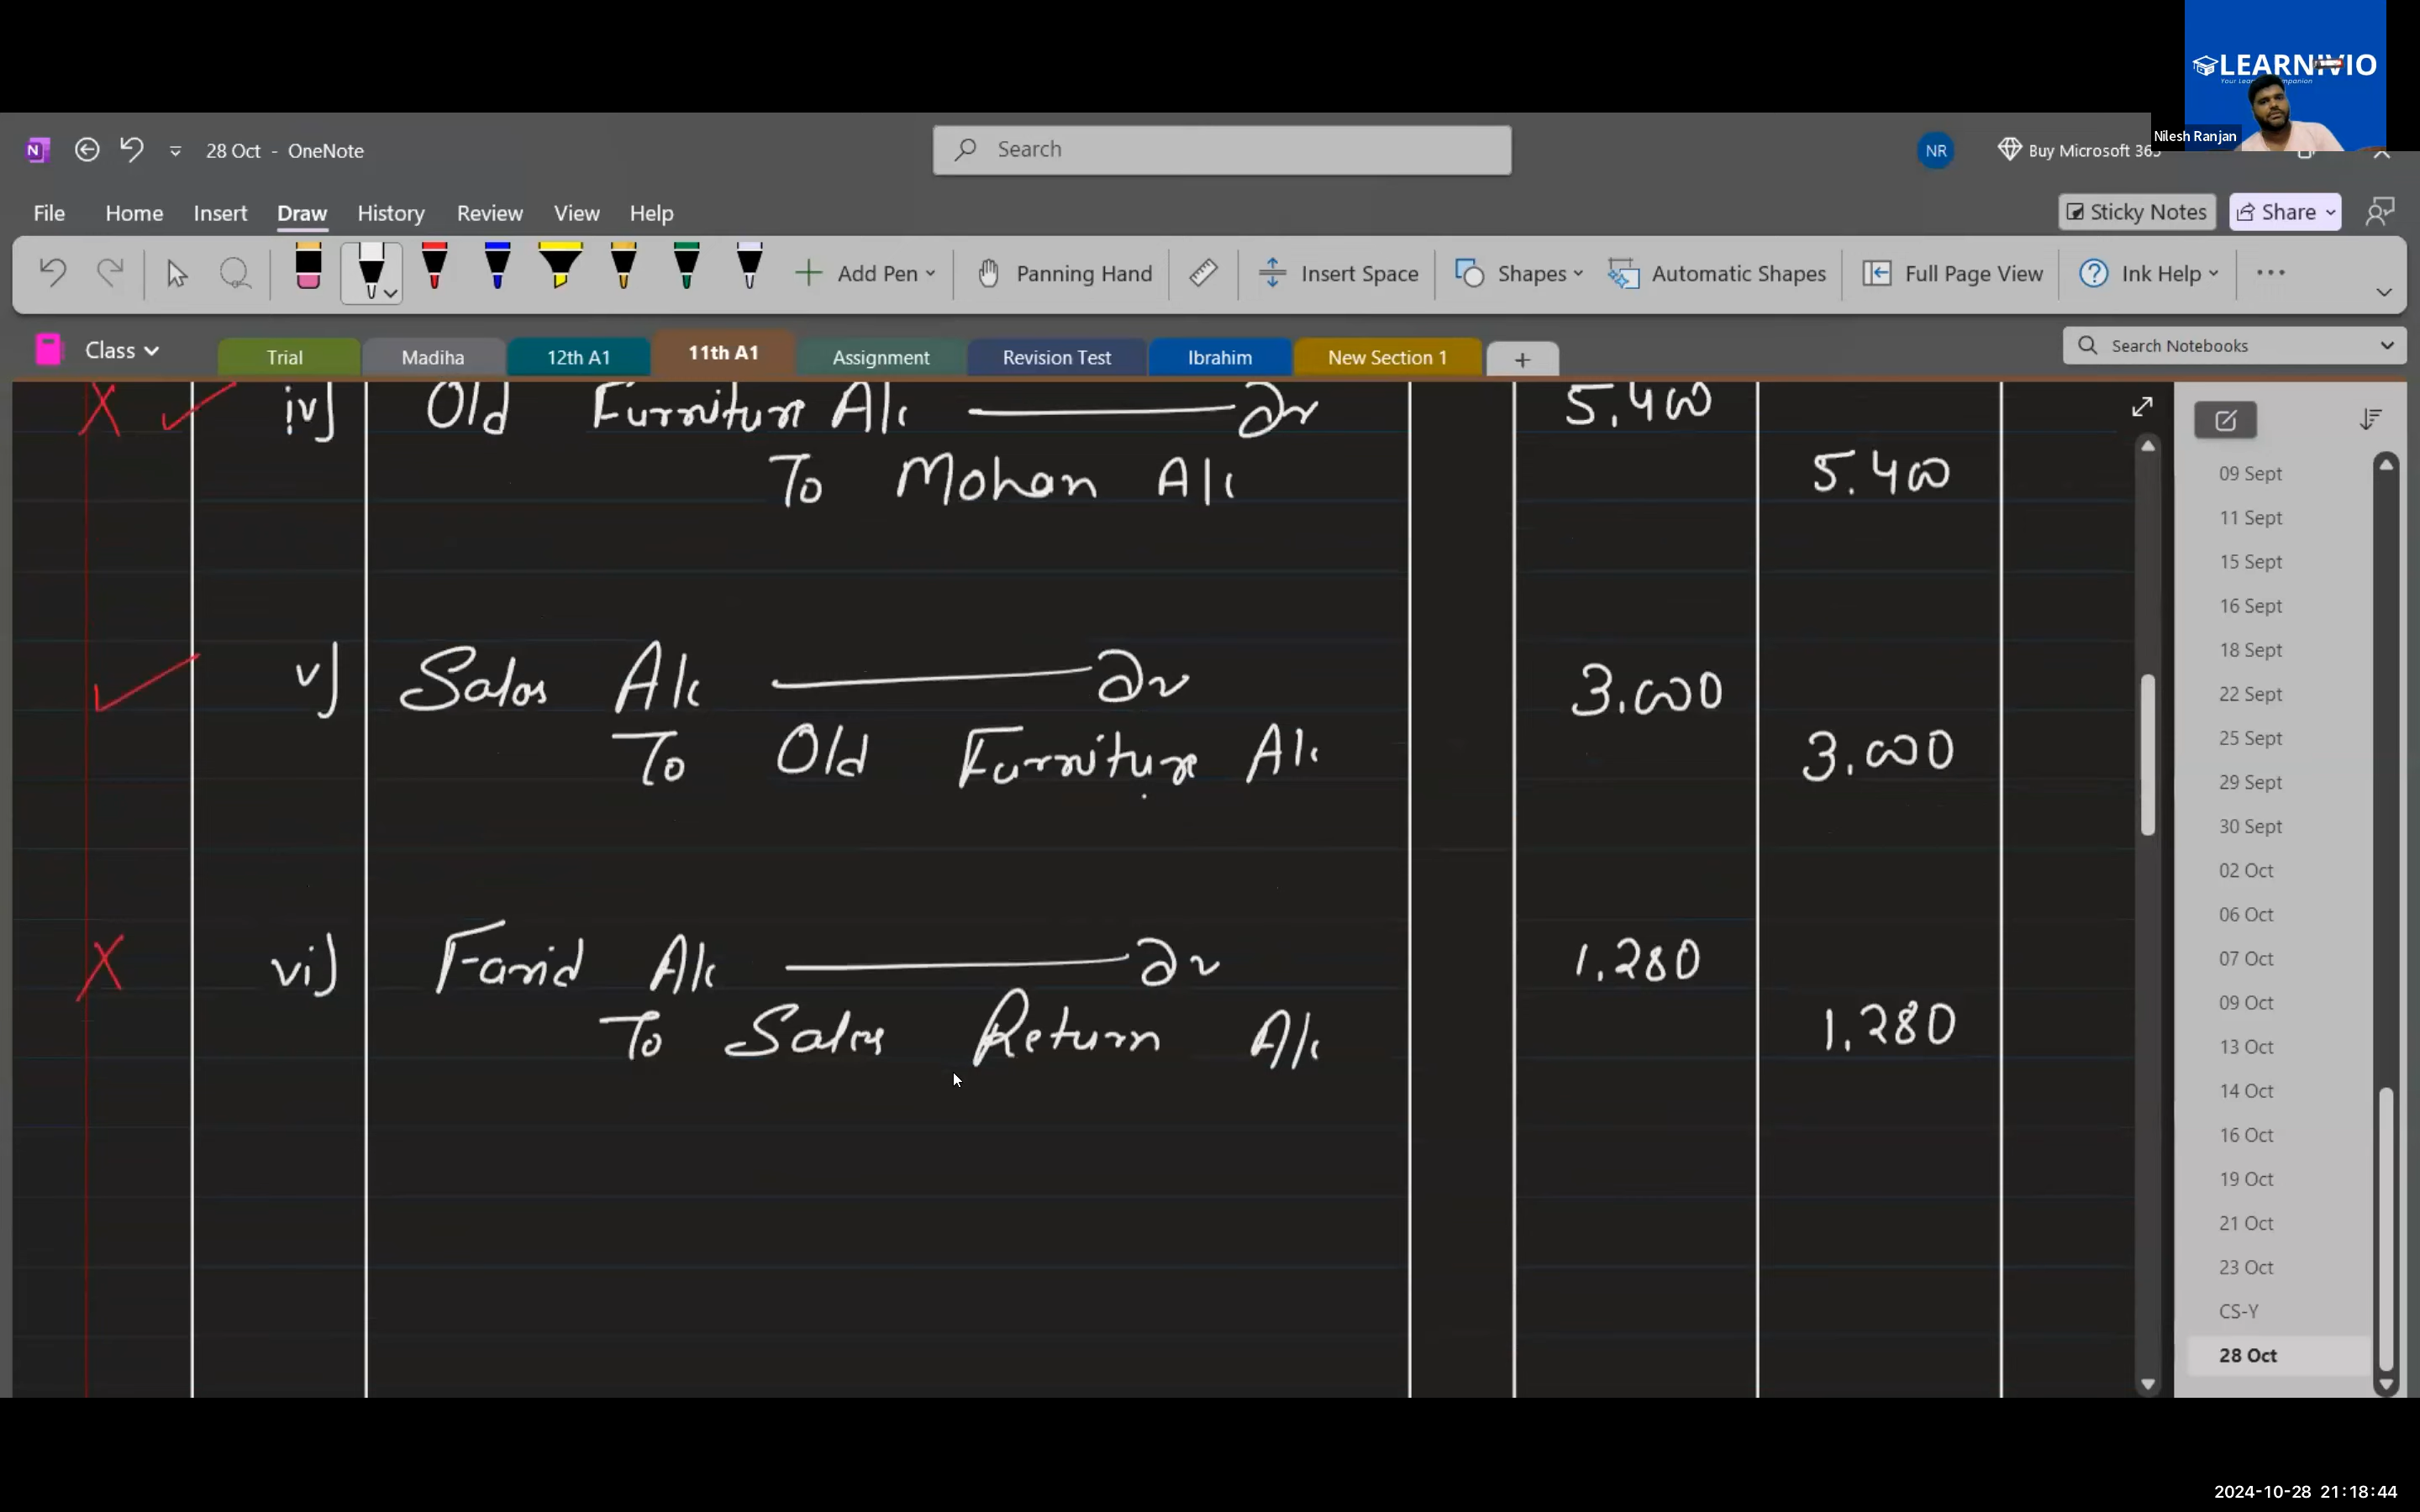 LEARNIVIO
Nilesh Ranjan
28 Oct - OneNote
Search
NR
Buy Microsoft 365
File Home Insert Draw History Review View Help
Sticky Notes
Share
Add Pen
Panning Hand
Insert Space
Shapes
Automatic Shapes
Full Page View
Ink Help
Class
Trial
Madiha
12th A1
11th A1
Assignment
Revision Test
Ibrahim
New Section 1
Search Notebooks
iv) Old Furniture A/c Dr 5,400
To Mohan A/c 5,400
v) Sales A/c Dr 3,000
To Old Furniture A/c 3,000
vi) Farid A/c Dr 1,280
To Sales Return A/c 1,280
09 Sept
11 Sept
15 Sept
16 Sept
18 Sept
22 Sept
25 Sept
29 Sept
30 Sept
02 Oct
06 Oct
07 Oct
09 Oct
13 Oct
14 Oct
16 Oct
19 Oct
21 Oct
23 Oct
CS-Y
28 Oct
2024-10-28 21:18:44